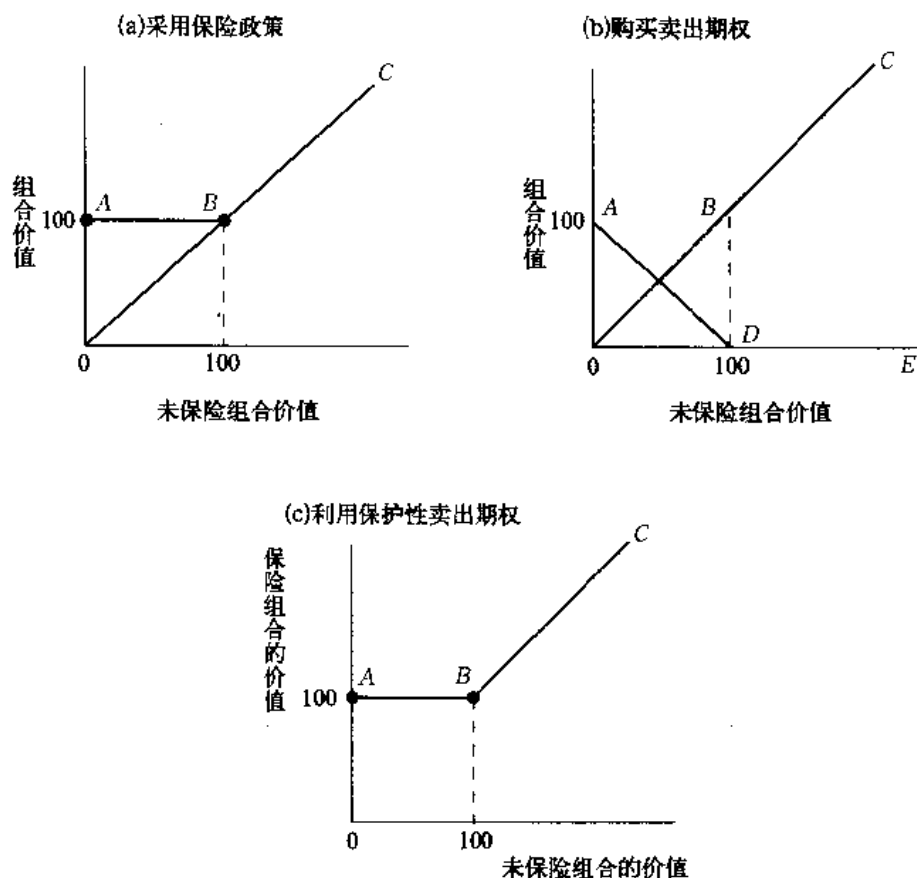 (a)采用保险政策
C
组合价值
100
A
B
0
100
未保险组合价值
(b)购买卖出期权
C
组合价值
100
A
B
D
0
100
E
未保险组合价值
(c)利用保护性卖出期权
C
保险组合的价值
100
A
B
0
100
未保险组合的价值